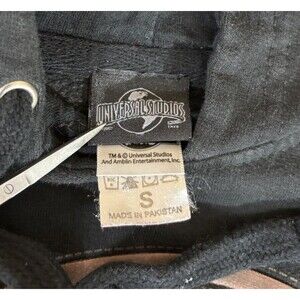 UNIVERSAL STUDIOS
TM & © Universal Studios
And Amblin Entertainment, Inc.
S
MADE IN PAKISTAN